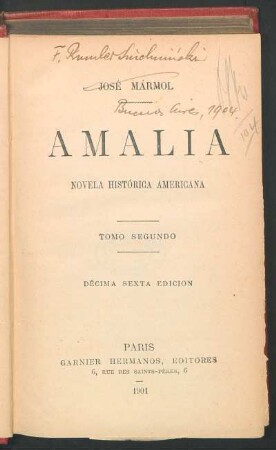 F.
JOSÉ MÁRMOL
Buenos Aires, 1904.
AMALIA
NOVELA HISTÓRICA AMERICANA
TOMO SEGUNDO
DÉCIMA SEXTA EDICIÓN
PARIS
GARNIER HERMANOS, EDITORES
6, RUE DES SAINTS-PÈRES, 6
1901